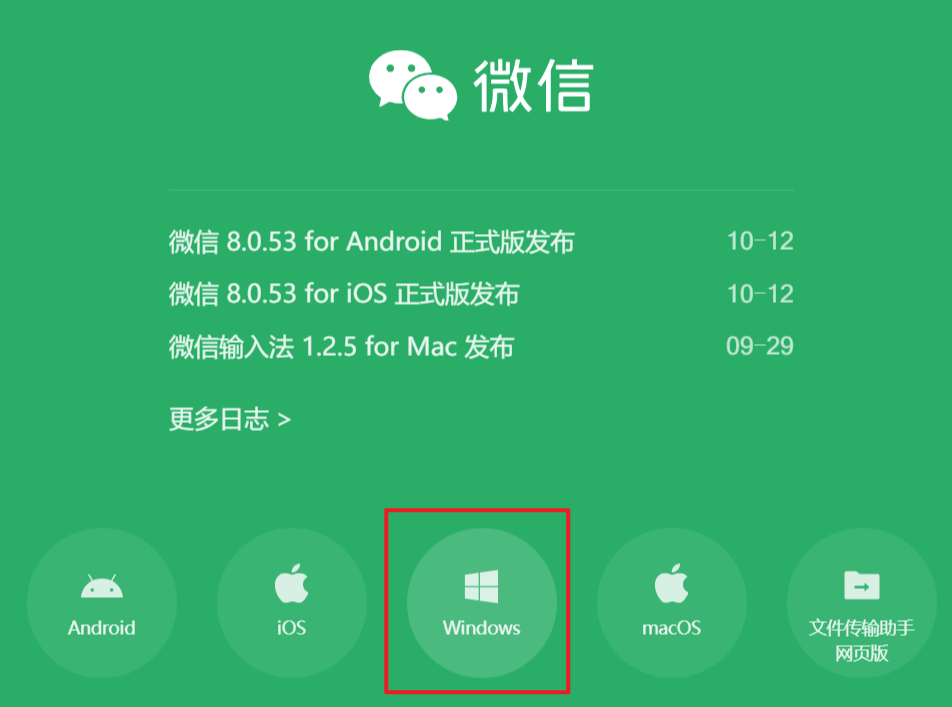 微信
微信 8.0.53 for Android 正式版发布 10-12
微信 8.0.53 for iOS 正式版发布 10-12
微信输入法 1.2.5 for Mac 发布 09-29
更多日志 >
Android
iOS
Windows
macOS
文件传输助手
网页版